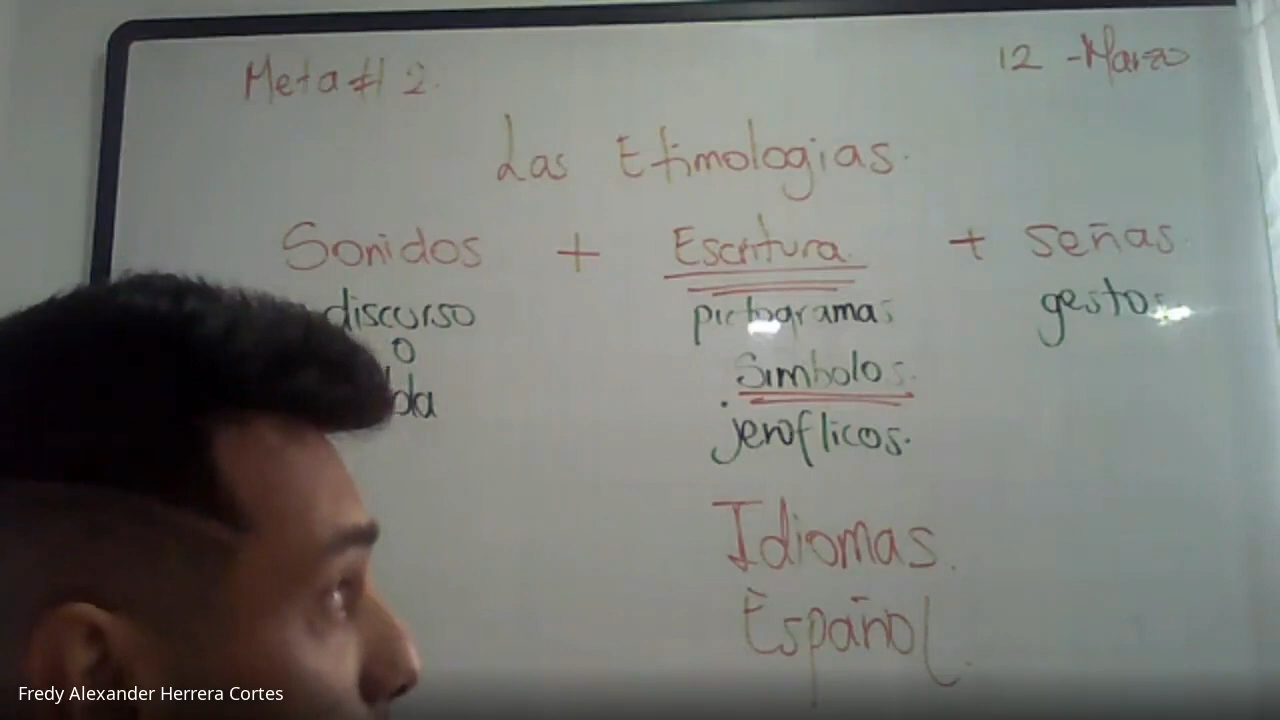 Meta # 2.
12 -Marzo
Las Etimologias.
Sonidos + Escritura + Señas
discurso pictogramas gestos
o Simbolos
jeroflicos.
Idiomas.
Español.
Fredy Alexander Herrera Cortes